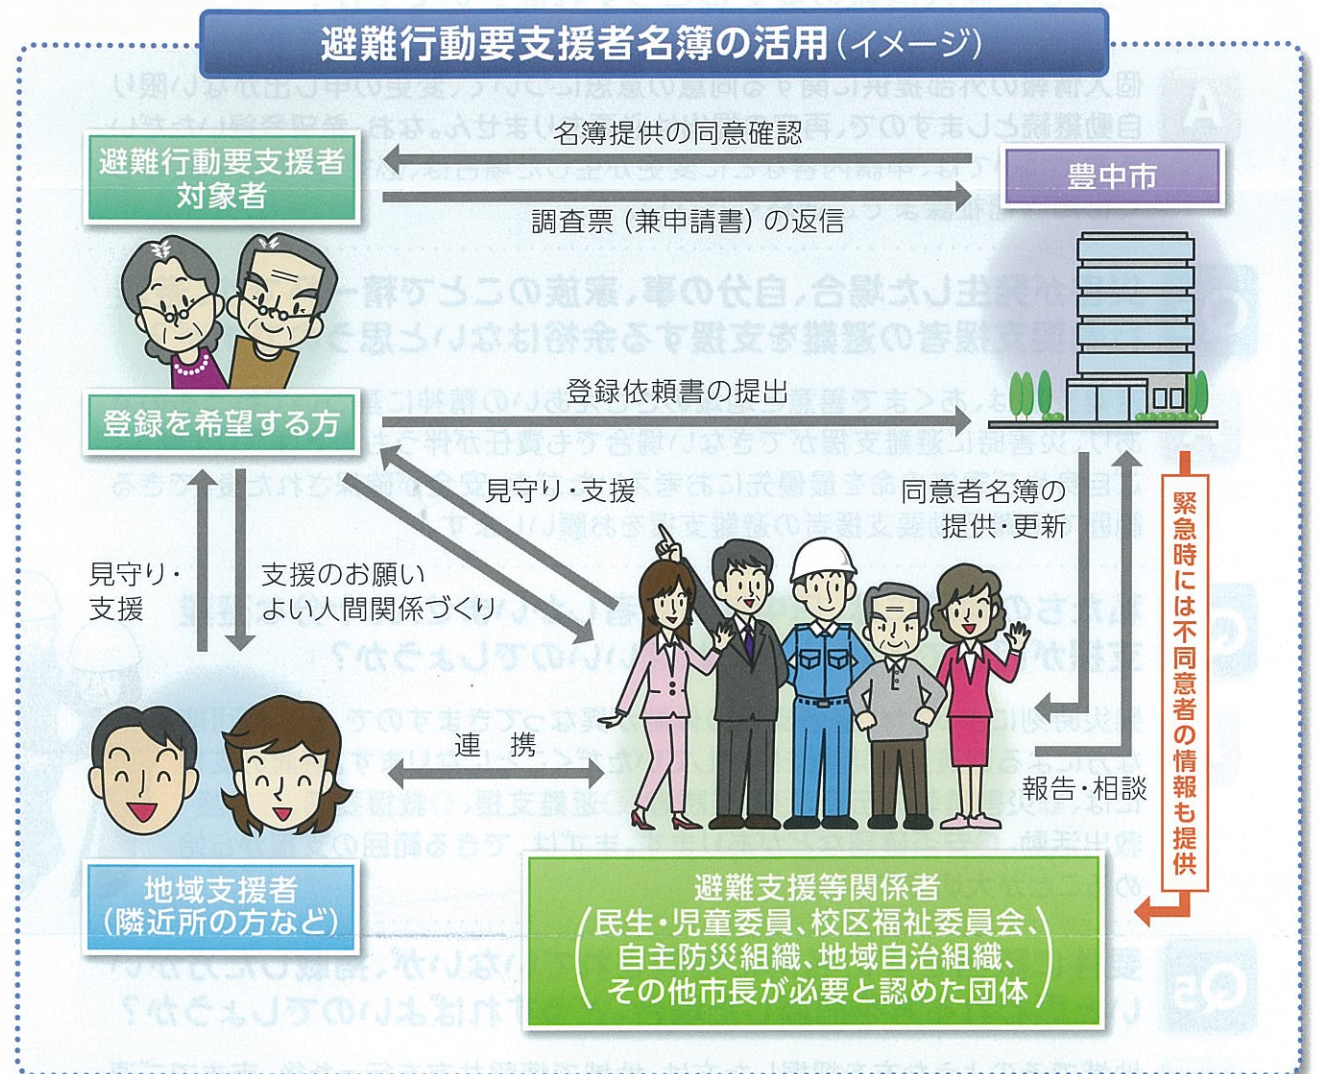 避難行動要支援者名簿の活用(イメージ)
避難行動要支援者
対象者
名簿提供の同意確認
調査票(兼申請書)の返信
豊中市
登録を希望する方
登録依頼書の提出
見守り・支援
同意者名簿の
提供・更新
緊急時には不同意者の情報も提供
見守り・
支援
支援のお願い
よい人間関係づくり
連携
報告・相談
地域支援者
(隣近所の方など)
避難支援等関係者
(民生・児童委員、校区福祉委員会、
自主防災組織、地域自治組織、
その他市長が必要と認めた団体)